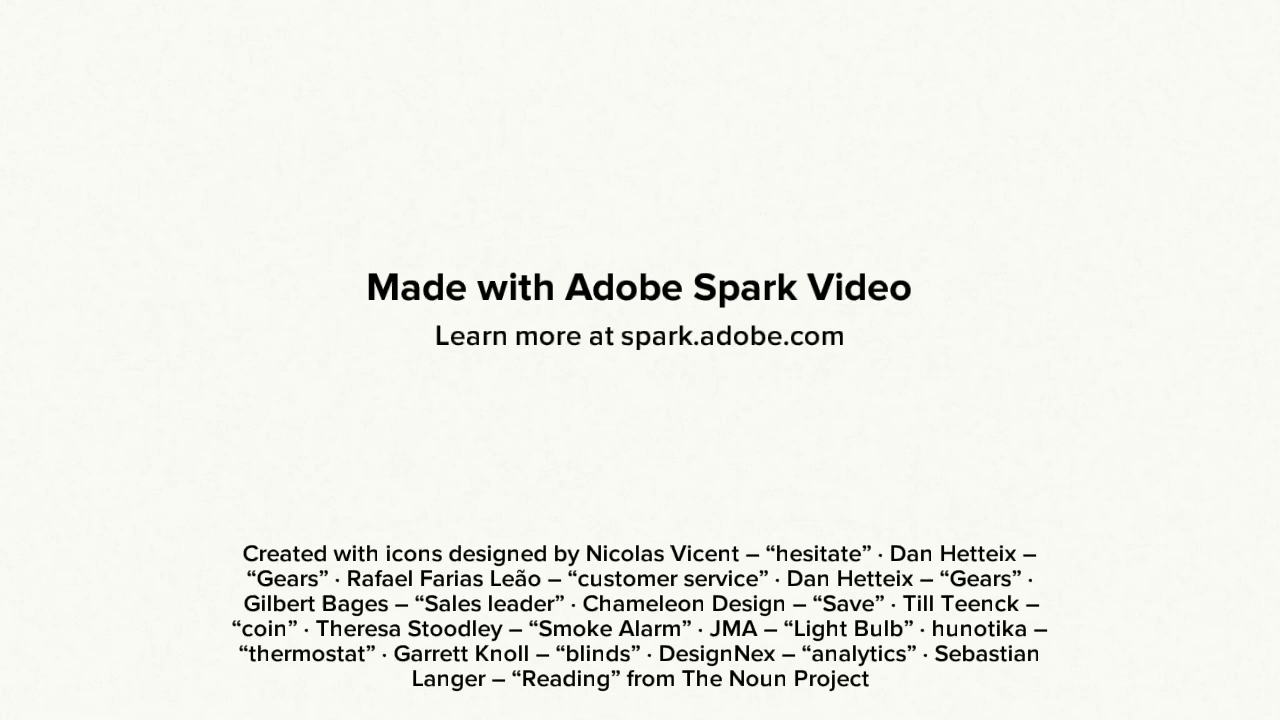 Made with Adobe Spark Video
Learn more at spark.adobe.com
Created with icons designed by Nicolas Vicent – “hesitate” · Dan Hetteix –
“Gears” · Rafael Farias Leão – “customer service” · Dan Hetteix – “Gears” ·
Gilbert Bages – “Sales leader” · Chameleon Design – “Save” · Till Teenck –
“coin” · Theresa Stoodley – “Smoke Alarm” · JMA – “Light Bulb” · hunotika –
“thermostat” · Garrett Knoll – “blinds” · DesignNex – “analytics” · Sebastian
Langer – “Reading” from The Noun Project